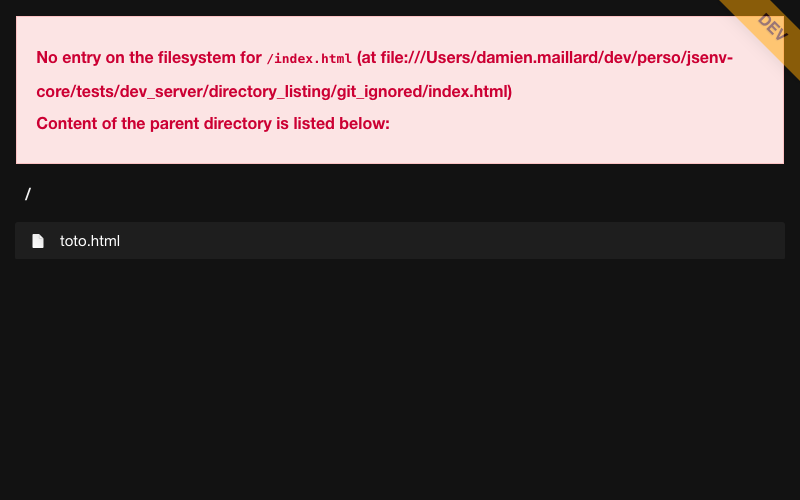 No entry on the filesystem for /index.html (at file:///Users/damien.maillard/dev/perso/jsenv-
core/tests/dev_server/directory_listing/git_ignored/index.html)
Content of the parent directory is listed below:
DEV
/
toto.html